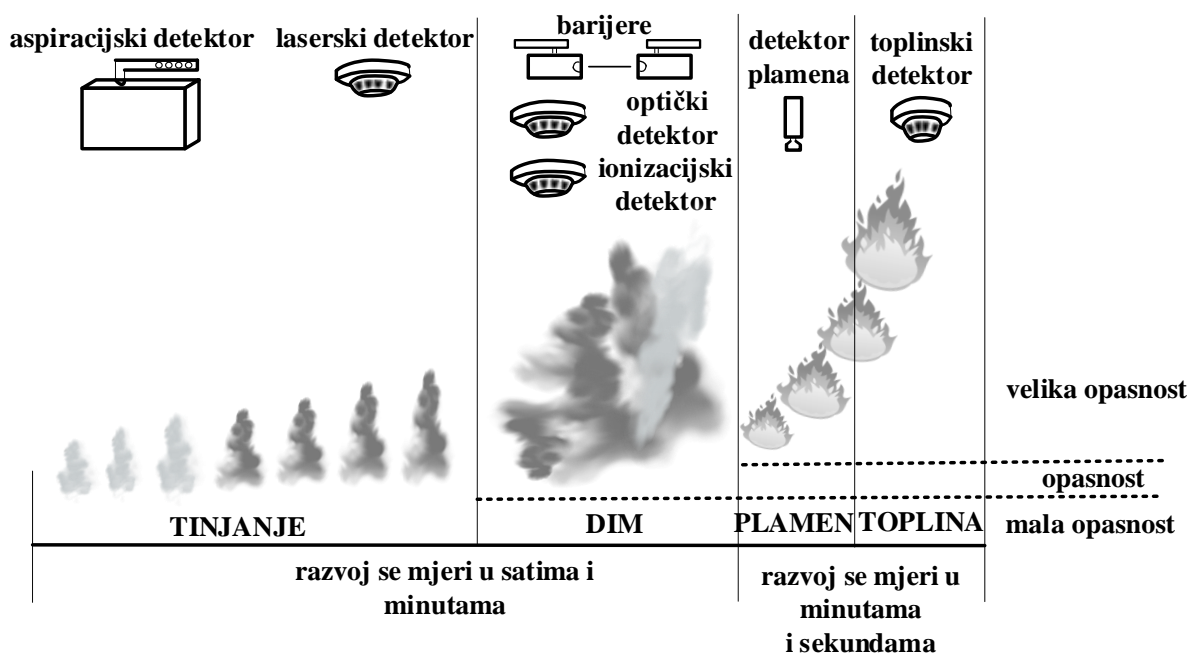 aspiracijski detektor
laserski detektor
barijere
optički
detektor
ionizacijski
detektor
detektor
plamena
toplinski
detektor
velika opasnost
opasnost
mala opasnost
TINJANJE
DIM
PLAMEN
TOPLINA
razvoj se mjeri u satima i
minutama
razvoj se mjeri u
minutama
i sekundama